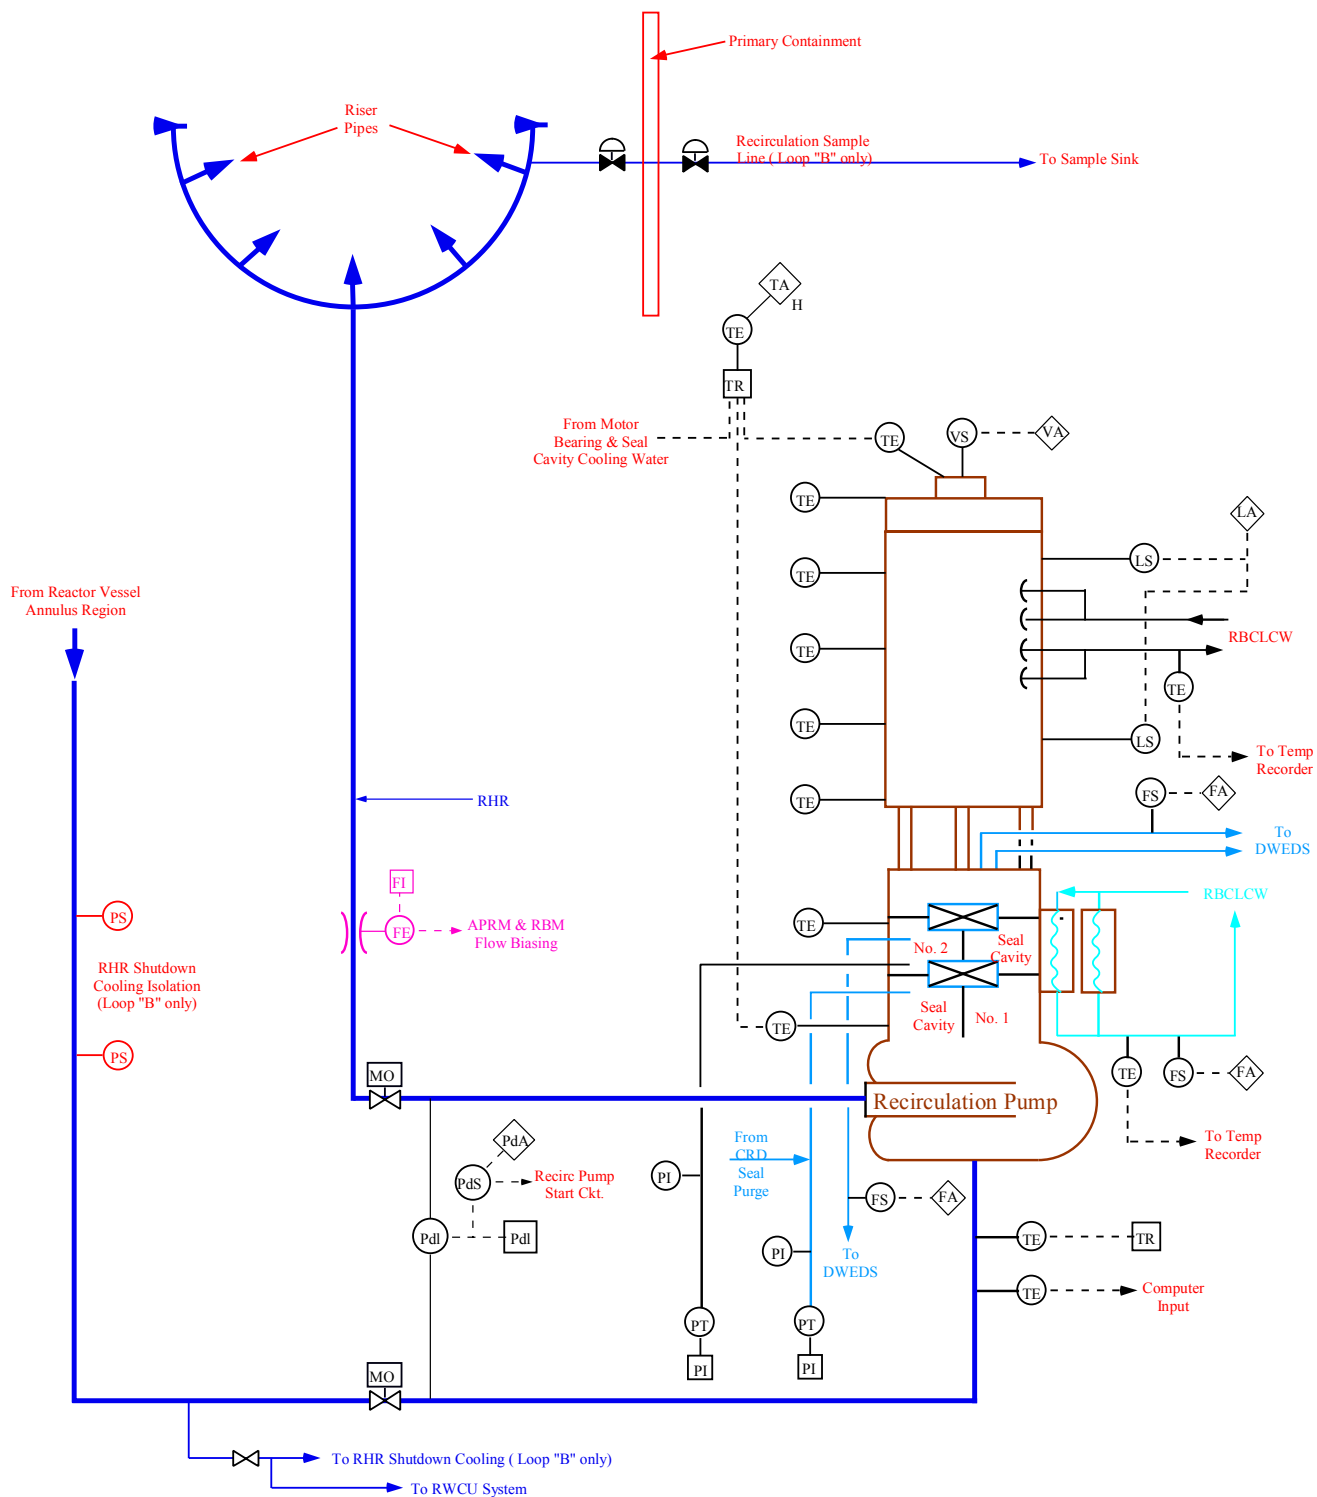 Primary Containment
Riser
Pipes
Recirculation Sample
Line ( Loop "B" only)
To Sample Sink
TA
H
TE
TR
From Motor
Bearing & Seal
Cavity Cooling Water
TE
VS
VA
TE
LA
LS
TE
From Reactor Vessel
Annulus Region
RBCLCW
TE
TE
TE
LS
To Temp
Recorder
TE
FS
FA
RHR
To
DWEDS
FI
RBCLCW
PS
FE
APRM & RBM
Flow Biasing
TE
No. 2
Seal
Cavity
RHR Shutdown
Cooling Isolation
(Loop "B" only)
Seal
Cavity
No. 1
TE
PS
MO
TE
FS
FA
Recirculation Pump
PdA
From
CRD
Seal
Purge
To Temp
Recorder
PdS
Recirc Pump
Start Ckt.
PI
FS
FA
PdI
PdI
PI
To
DWEDS
TE
TR
TE
Computer
Input
PT
PT
PI
PI
MO
To RHR Shutdown Cooling ( Loop "B" only)
To RWCU System